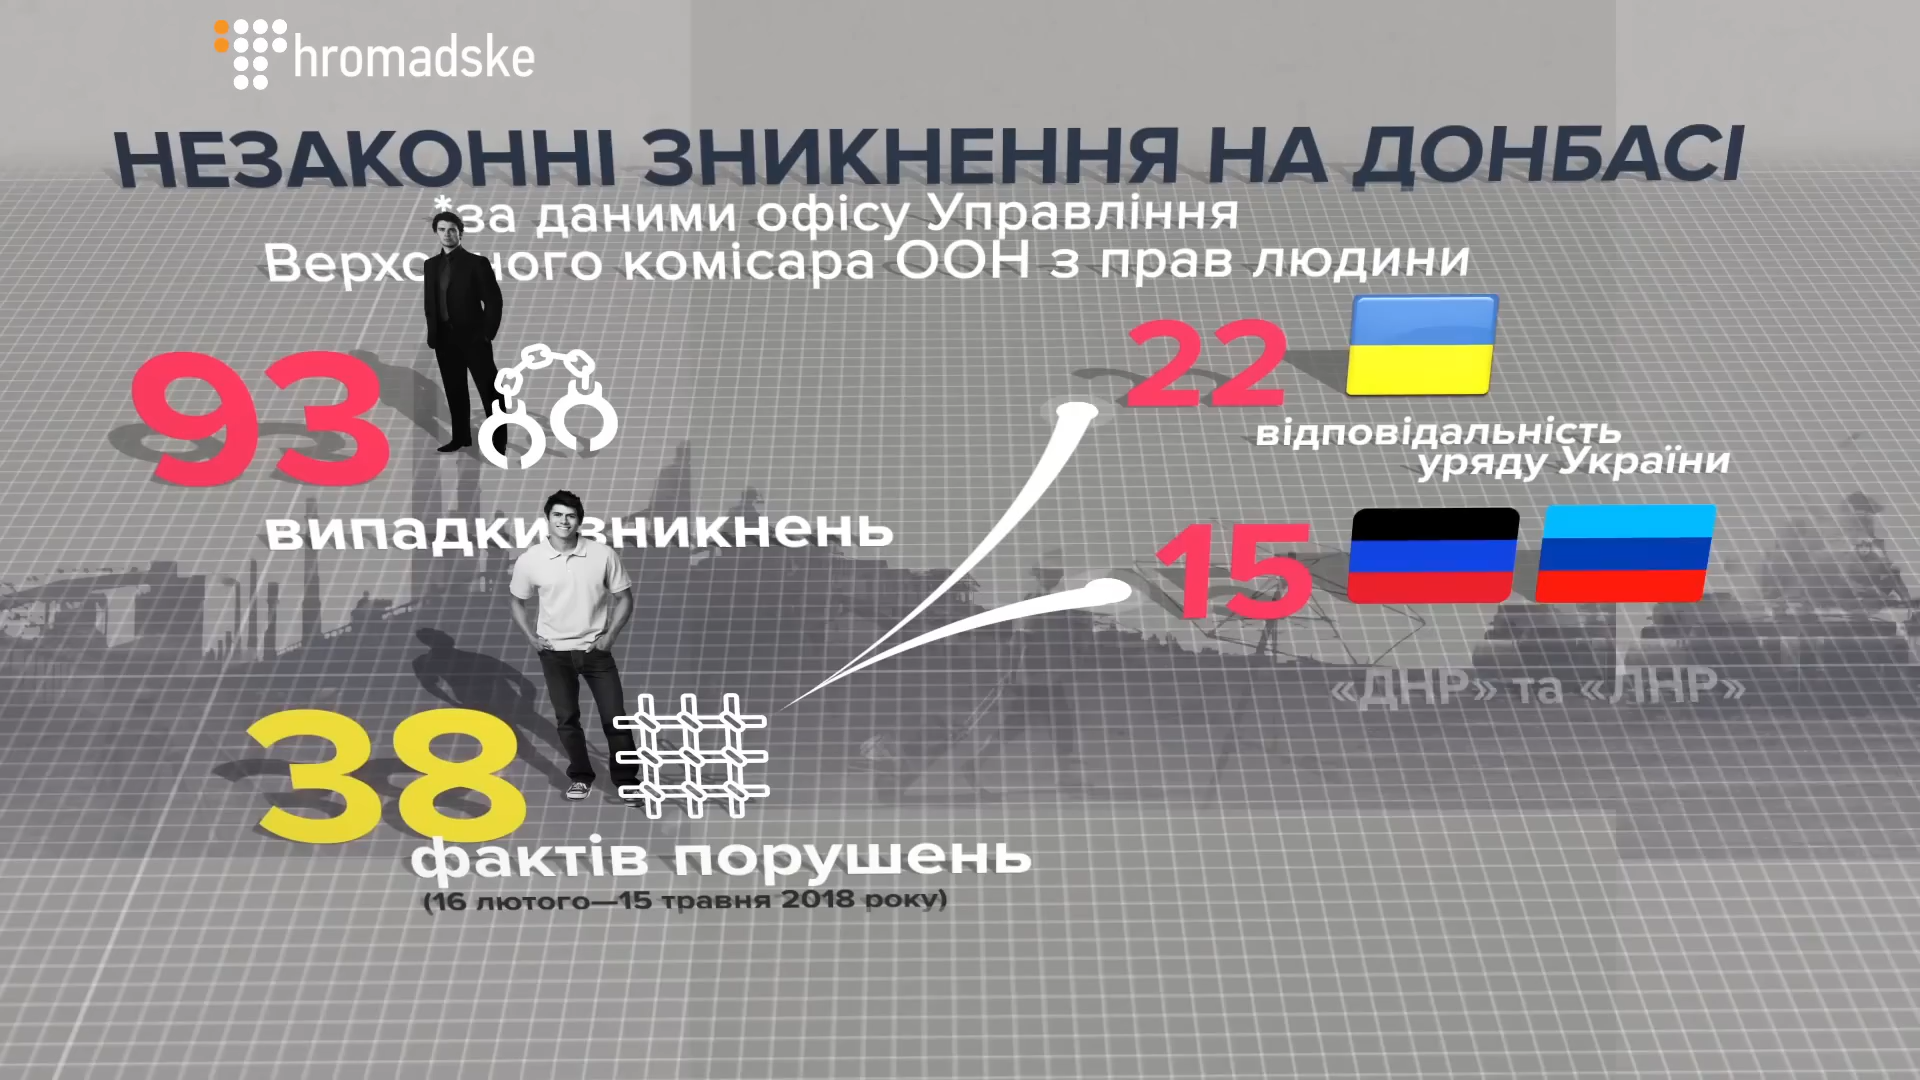 hromadske
НЕЗАКОННІ ЗНИКНЕННЯ НА ДОНБАСІ
*за даними офісу Управління
Верховного комісара ООН з прав людини
93
випадки зникнень
22
відповідальність
уряду України
15
«ДНР» та «ЛНР»
38
фактів порушень
(16 лютого—15 травня 2018 року)